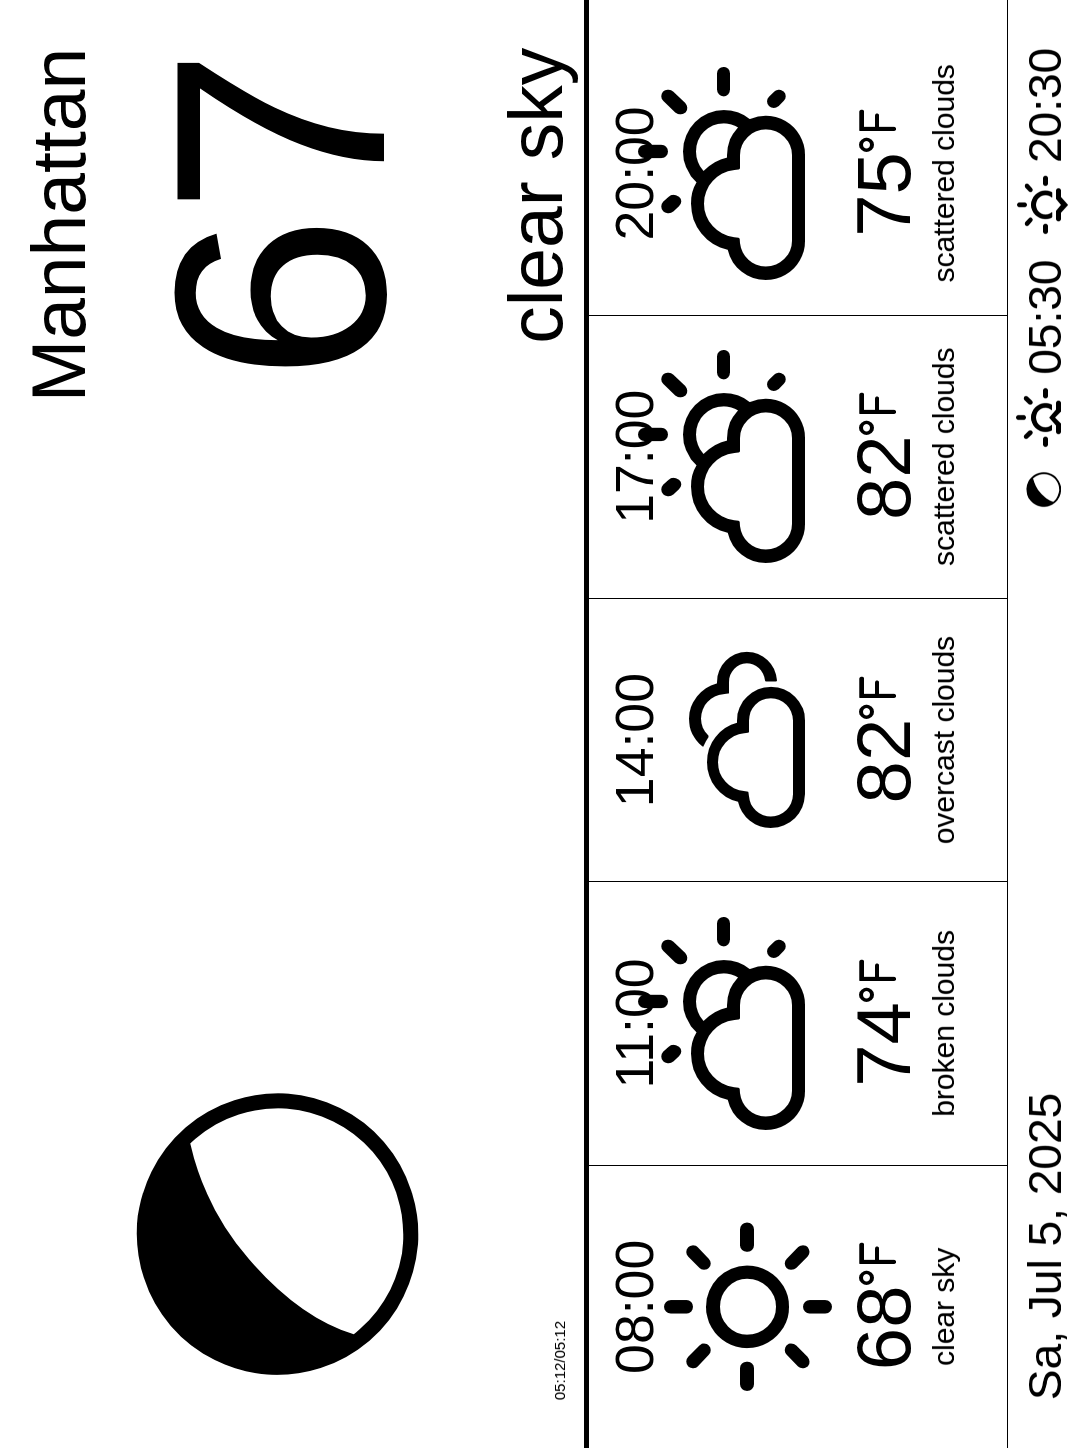 Manhattan
67
clear sky
05:12/05:12
08:00
68°F
clear sky
11:00
74°F
broken clouds
14:00
82°F
overcast clouds
17:00
82°F
scattered clouds
20:00
75°F
scattered clouds
Sa, Jul 5, 2025
05:30 20:30